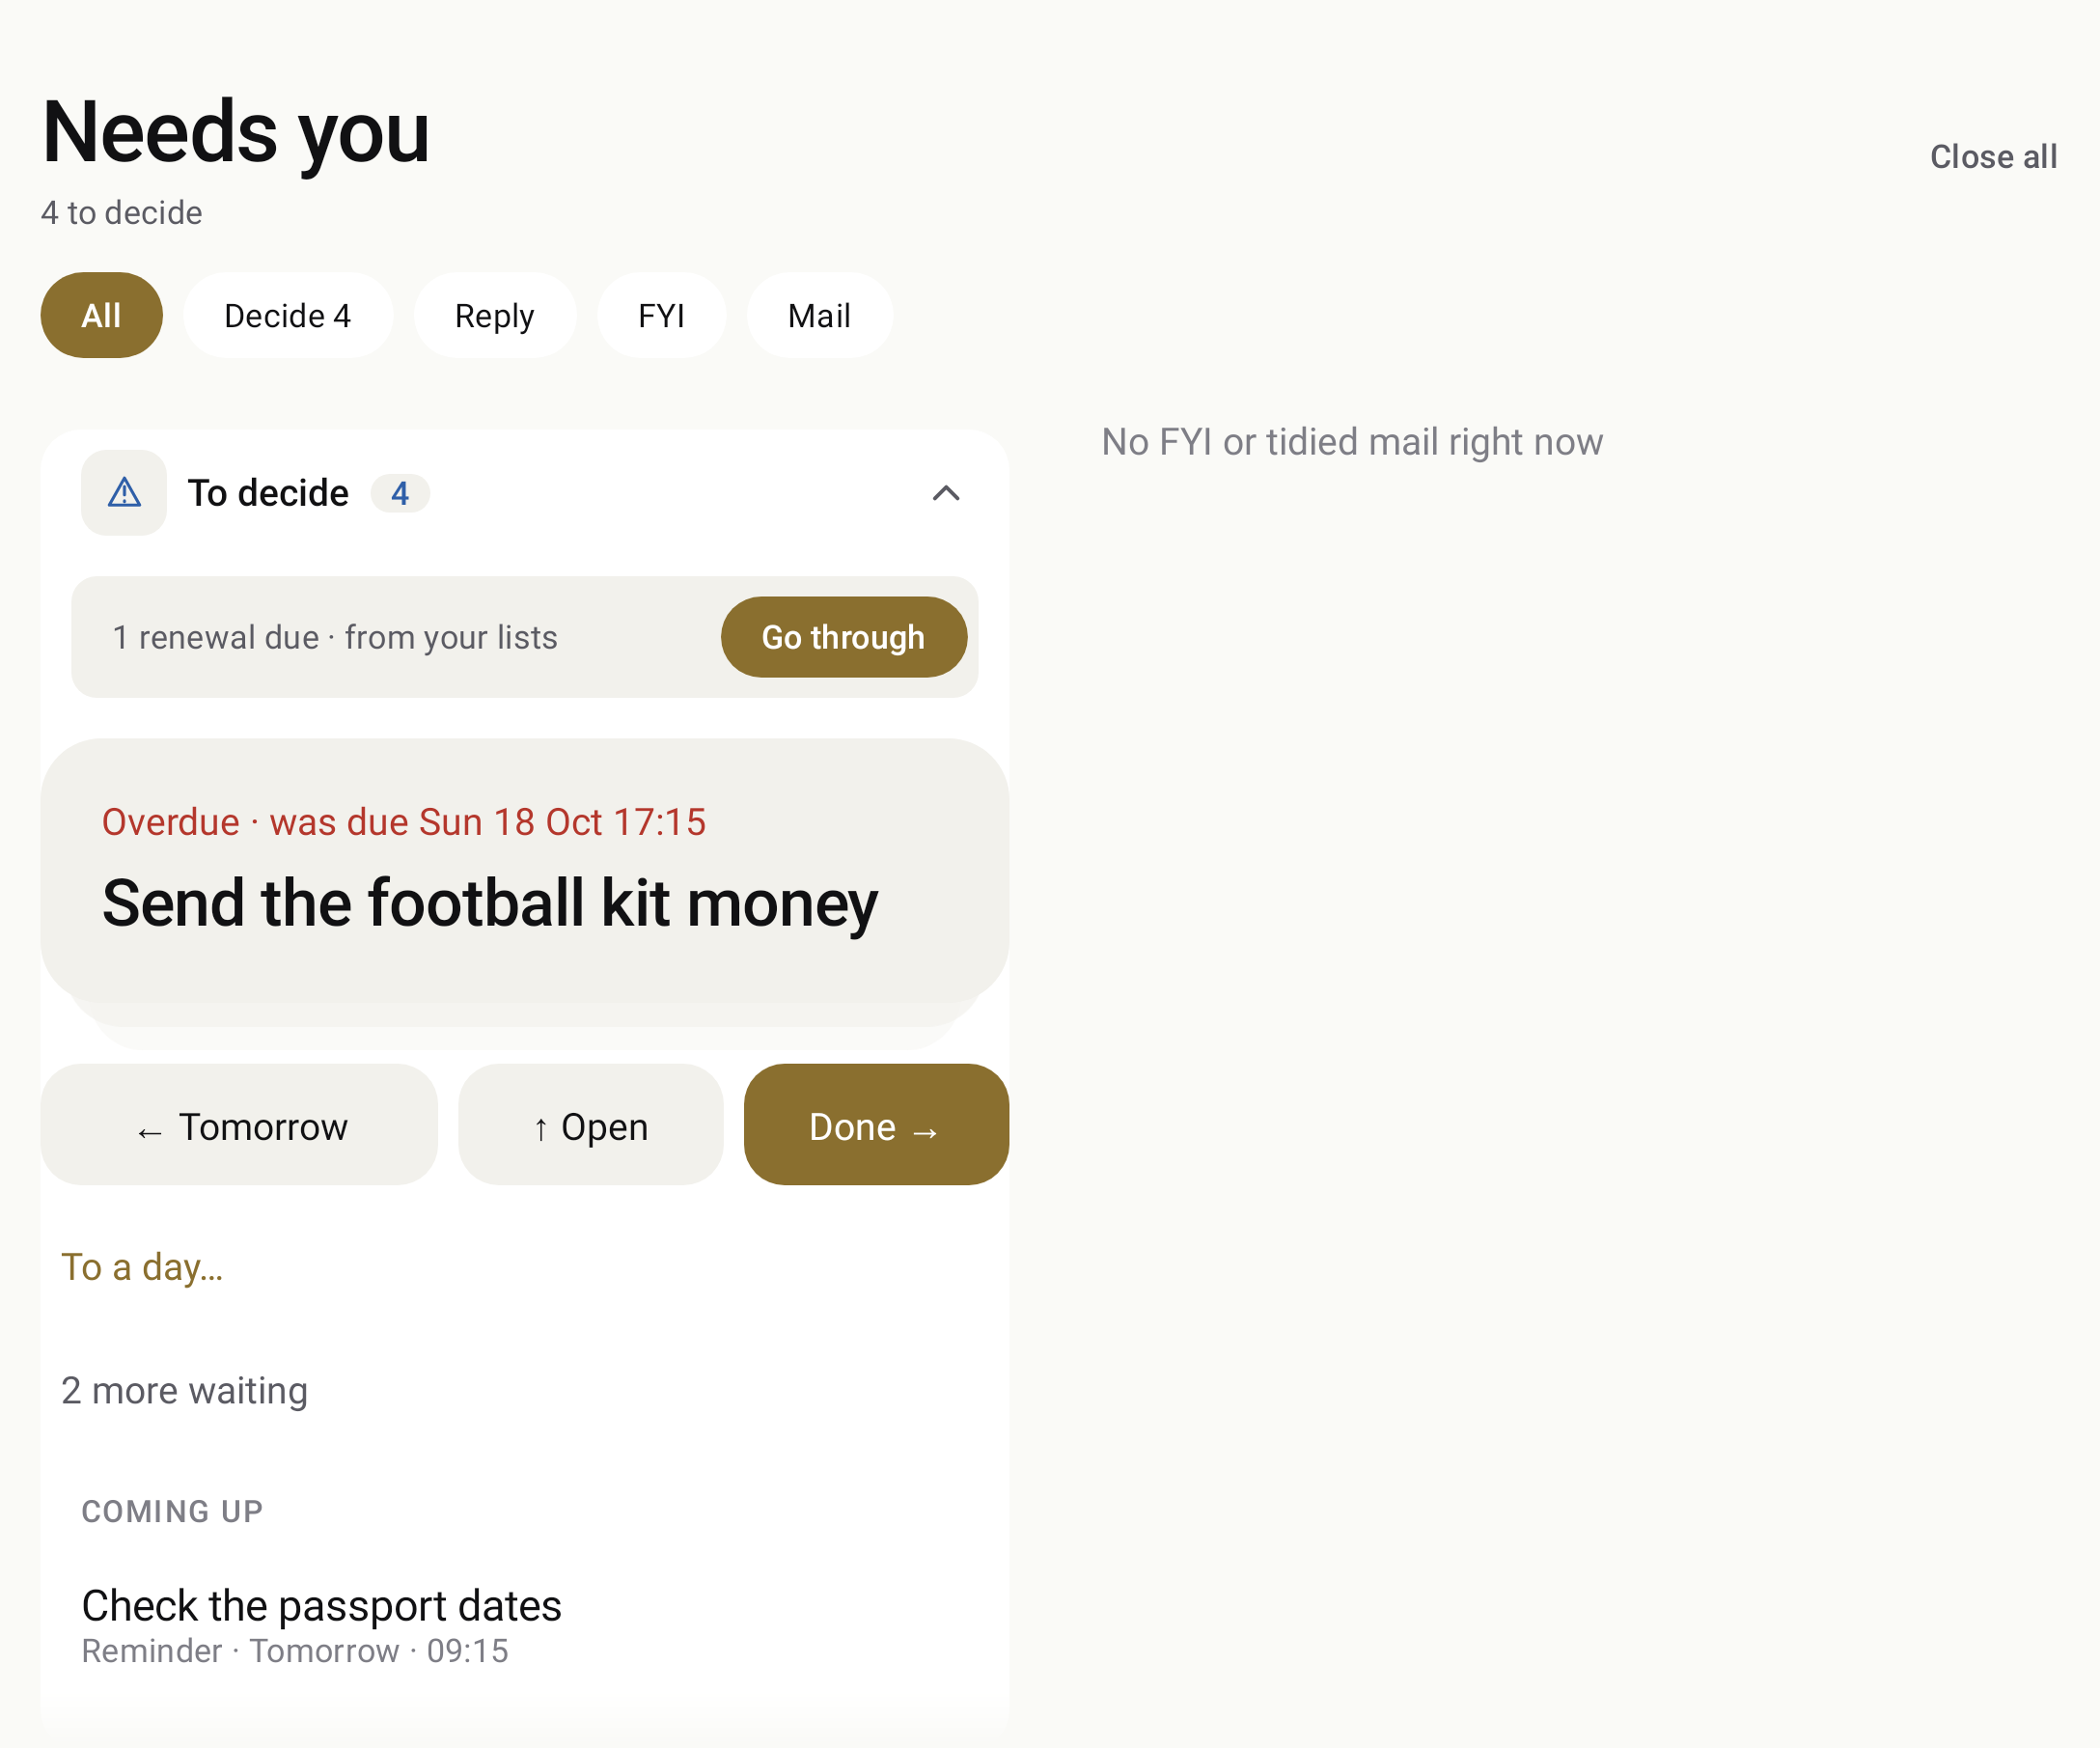 Needs you
Close all
4 to decide
All
Decide 4
Reply
FYI
Mail
No FYI or tidied mail right now
To decide 4
1 renewal due · from your lists
Go through
Overdue · was due Sun 18 Oct 17:15
Send the football kit money
← Tomorrow
↑ Open
Done →
To a day…
2 more waiting
COMING UP
Check the passport dates
Reminder · Tomorrow · 09:15